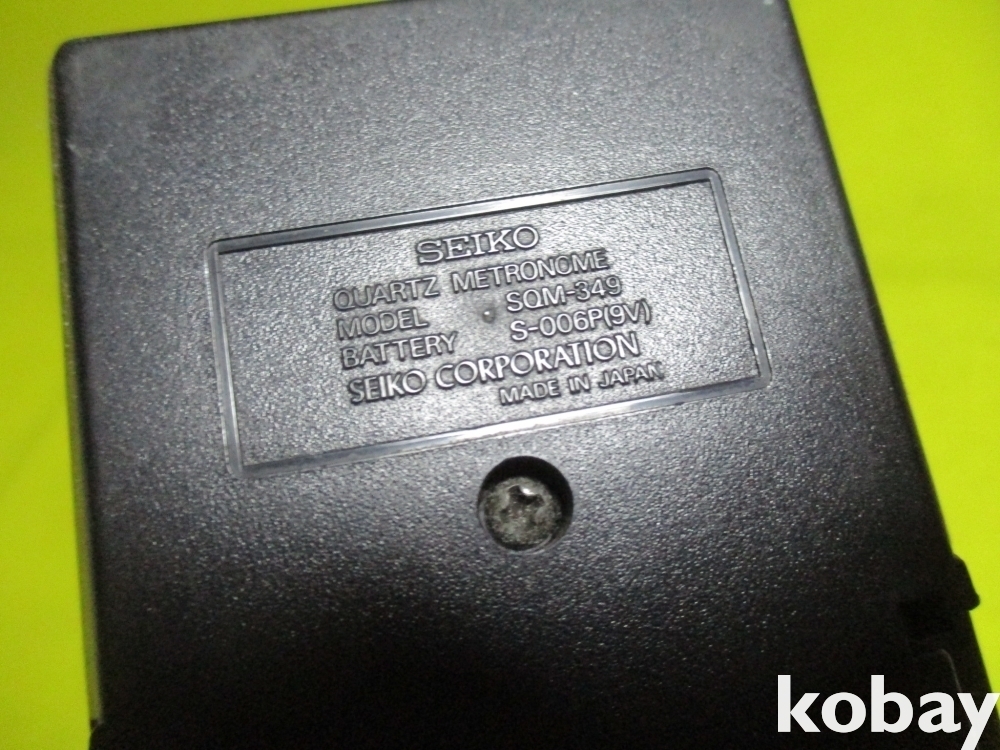 SEIKO
QUARTZ METRONOME
MODEL SQM-349
BATTERY S-006P(9V)
SEIKO CORPORATION
MADE IN JAPAN
kobay